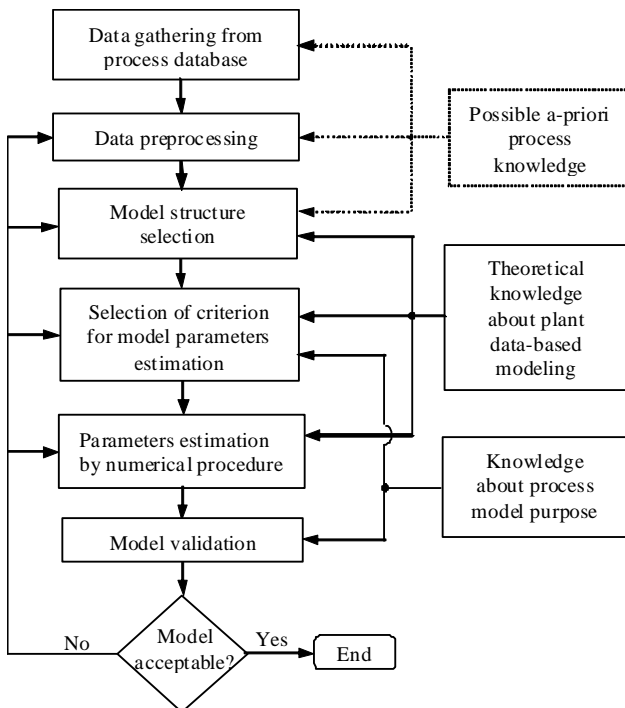 Data gathering from
process database
Possible a-priori
process
knowledge
Data preprocessing
Model structure
selection
Theoretical
knowledge
about plant
data-based
modeling
Selection of criterion
for model parameters
estimation
Parameters estimation
by numerical procedure
Knowledge
about process
model purpose
Model validation
No
Model
acceptable?
Yes
End